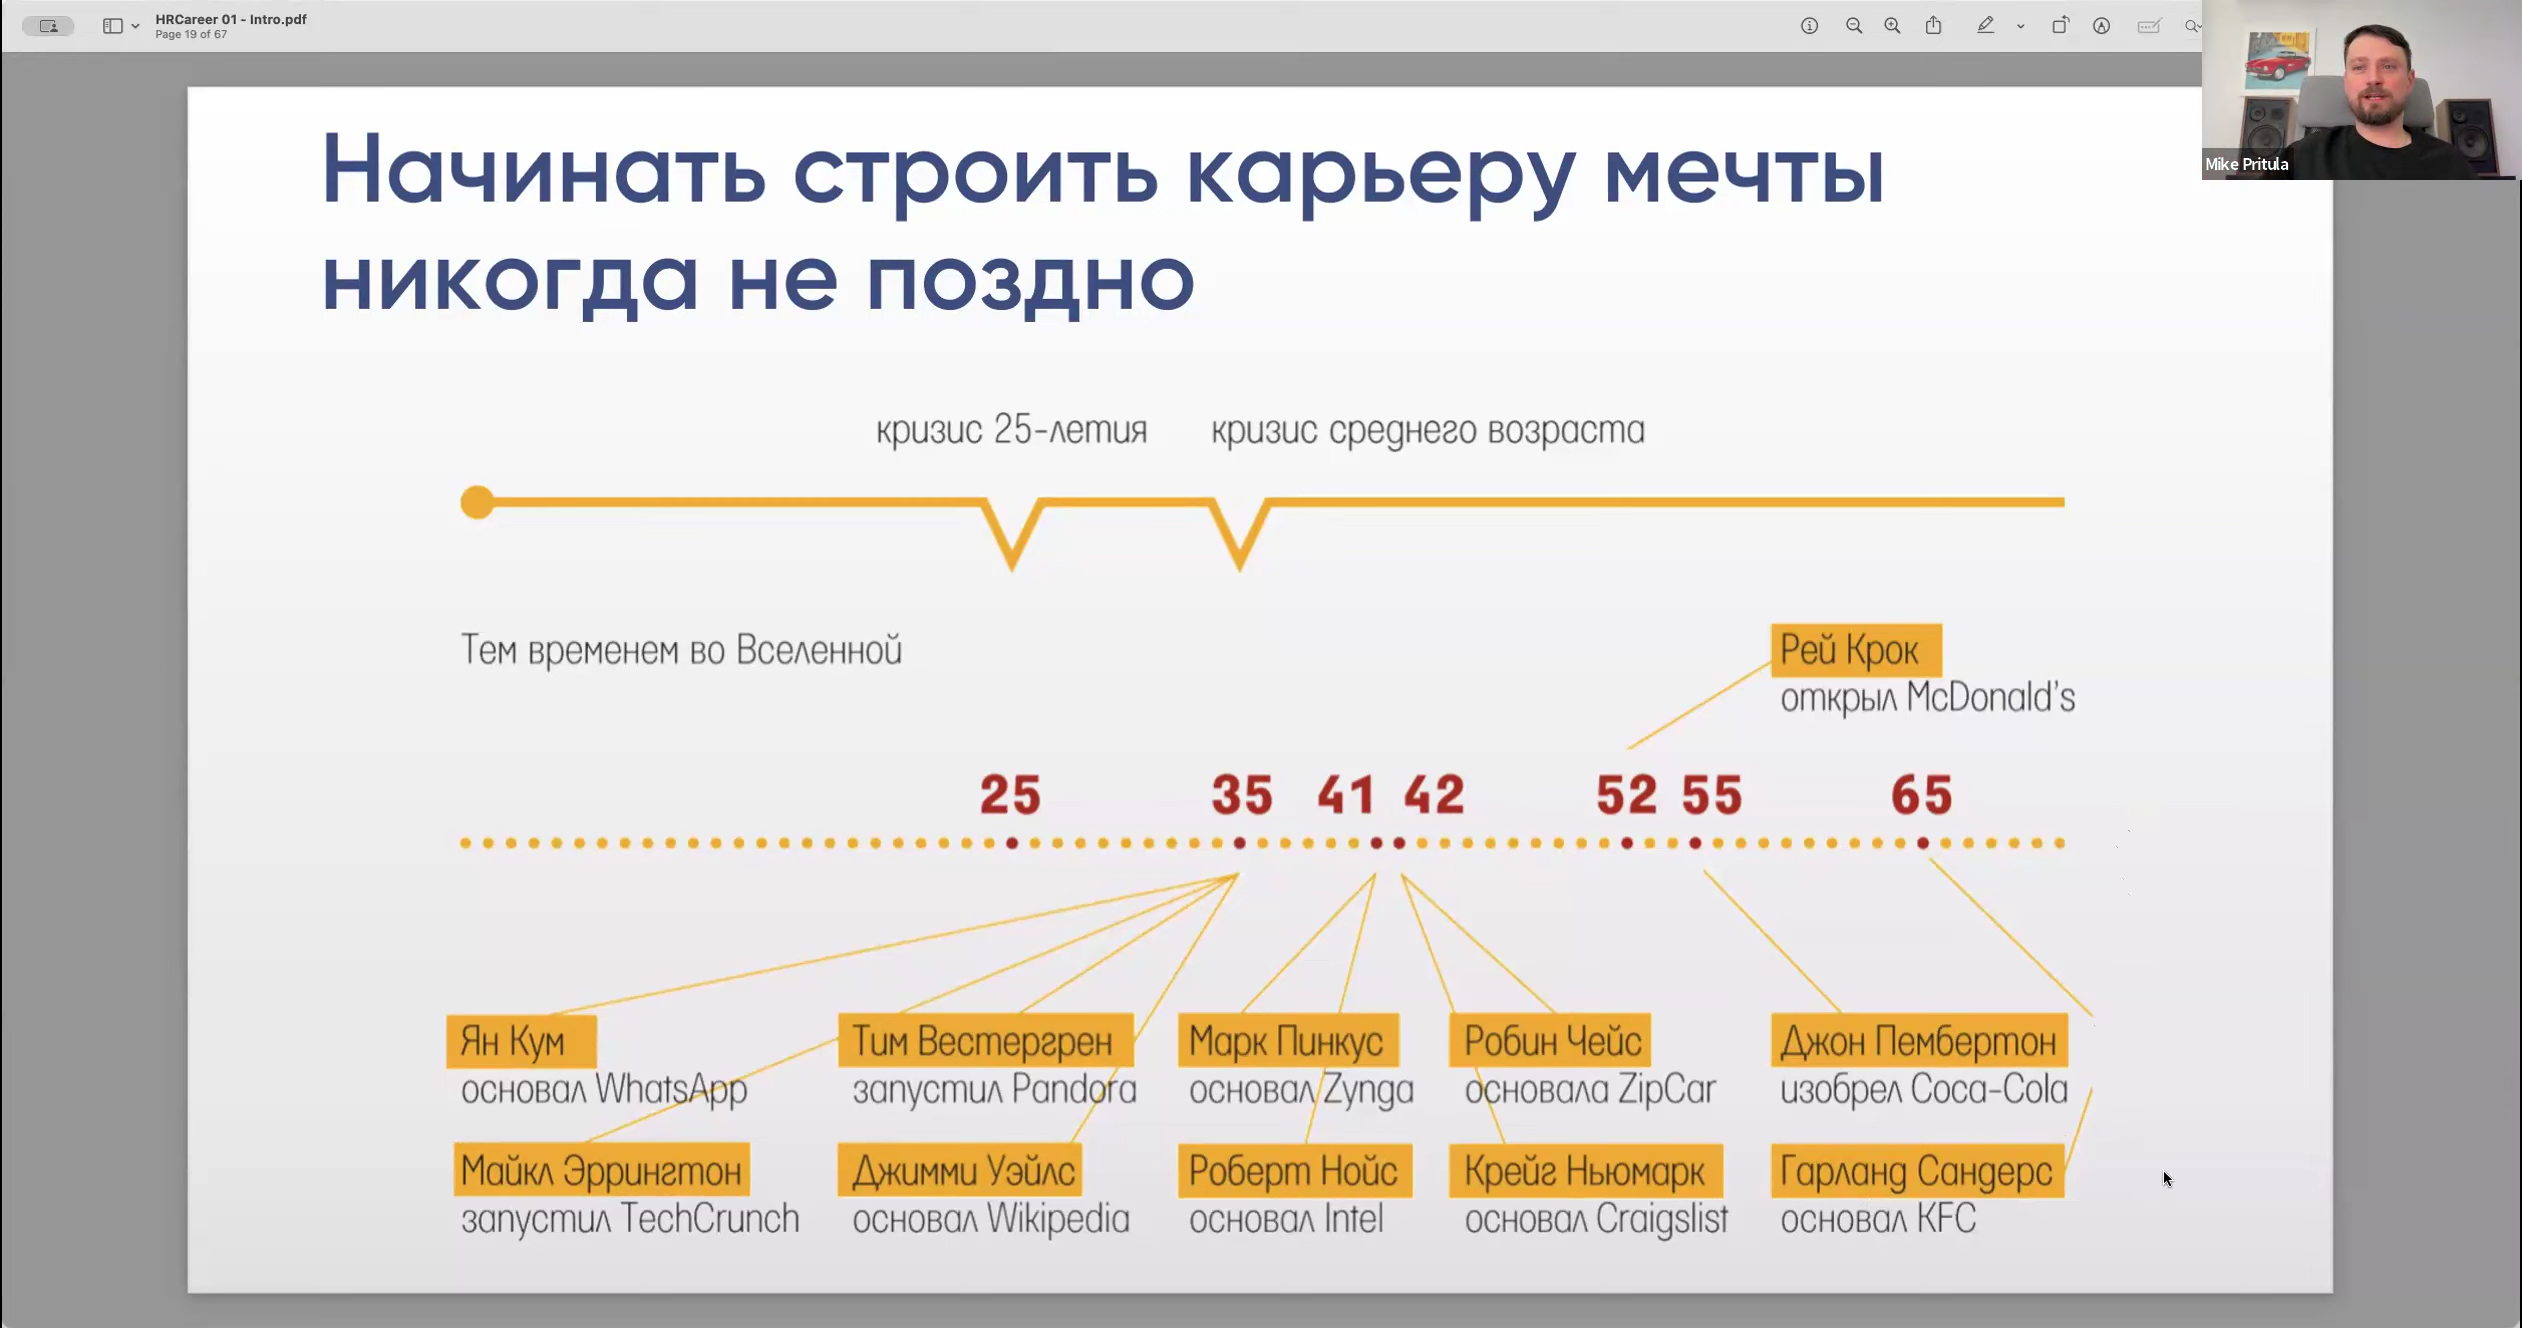 HRCareer 01 - Intro.pdf
Page 19 of 67
Mike Pritula
Начинать строить карьеру мечты
никогда не поздно
кризис 25-летия
кризис среднего возраста
Тем временем во Вселенной
Рей Крок
открыл McDonald's
25 35 41 42 52 55 65
Ян Кум
основал WhatsApp
Тим Вестергрен
запустил Pandora
Марк Пинкус
основал Zynga
Робин Чейс
основала ZipCar
Джон Пембертон
изобрел Coca-Cola
Майкл Эррингтон
запустил TechCrunch
Джимми Уэйлс
основал Wikipedia
Роберт Нойс
основал Intel
Крейг Ньюмарк
основал Craigslist
Гарланд Сандерс
основал KFC